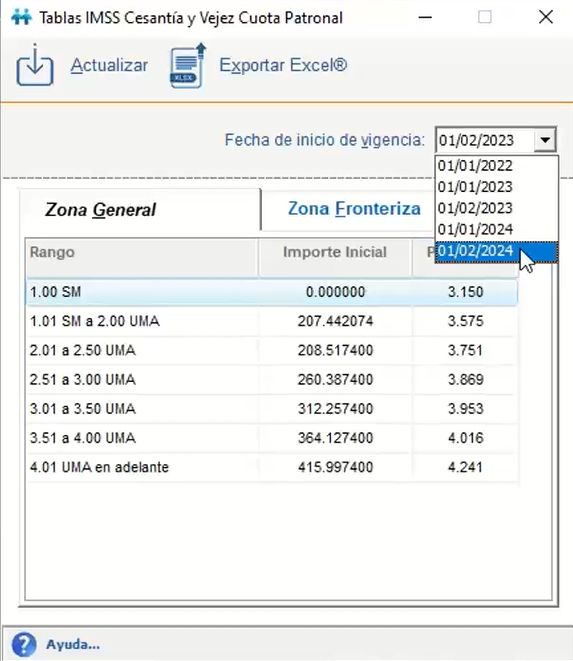 Tablas IMSS Cesantía y Vejez Cuota Patronal
Actualizar
XLSX
Exportar Excel®
Fecha de inicio de vigencia: 01/02/2023
01/01/2022
01/01/2023
01/02/2023
01/01/2024
01/02/2024
Zona General Zona Fronteriza
Rango Importe Inicial P
1.00 SM 0.000000 3.150
1.01 SM a 2.00 UMA 207.442074 3.575
2.01 a 2.50 UMA 208.517400 3.751
2.51 a 3.00 UMA 260.387400 3.869
3.01 a 3.50 UMA 312.257400 3.953
3.51 a 4.00 UMA 364.127400 4.016
4.01 UMA en adelante 415.997400 4.241
? Ayuda...